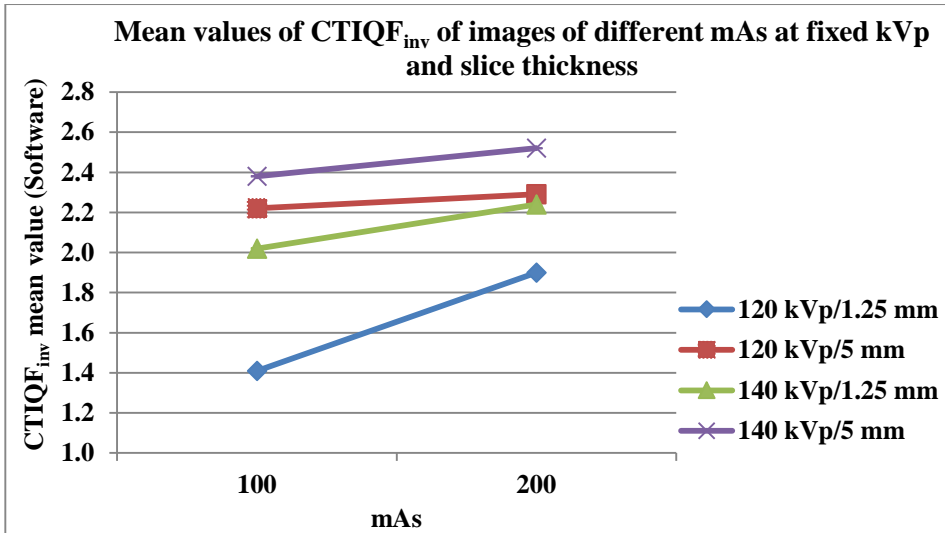 Mean values of CTIQFinv of images of different mAs at fixed kVp
and slice thickness
CTIQFinv mean value (Software)
2.8
2.6
2.4
2.2
2.0
1.8
1.6
1.4
1.2
1.0
100
200
mAs
120 kVp/1.25 mm
120 kVp/5 mm
140 kVp/1.25 mm
140 kVp/5 mm